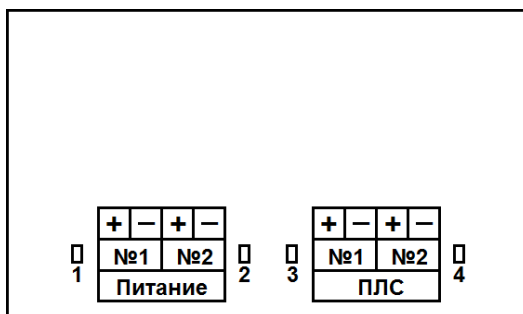 + − + − + − + −
1 №1 №2 2 3 №1 №2 4
Питание ПЛС